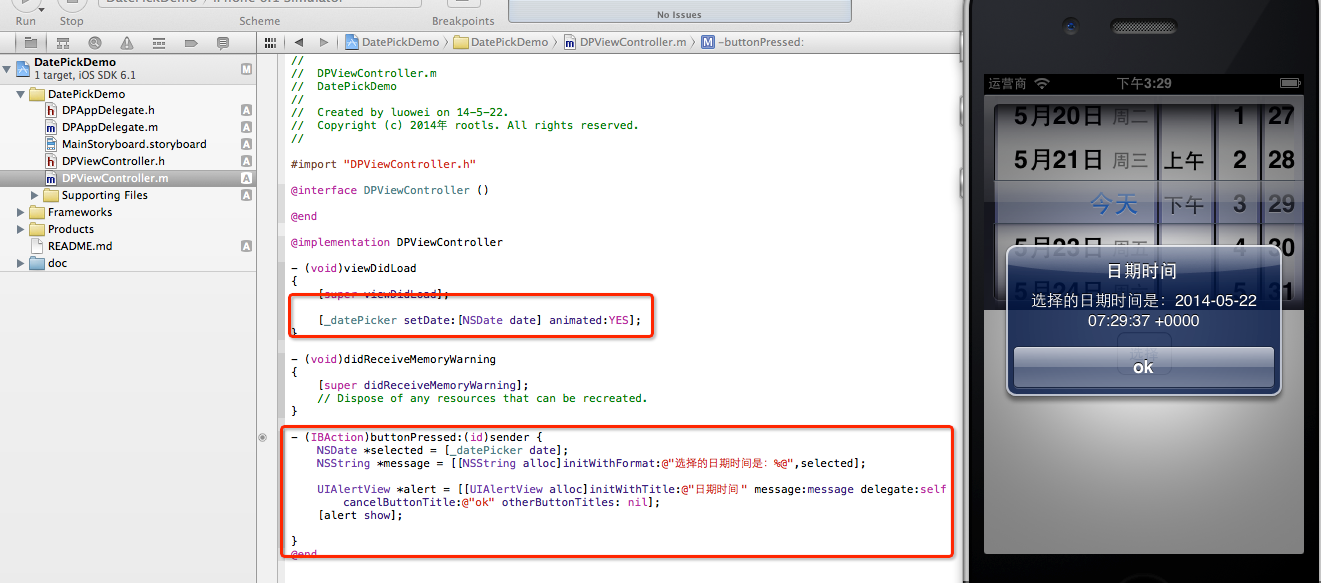 DatePickDemo
iPhone 6.1 Simulator
Run
Stop
Scheme
Breakpoints
No Issues
DatePickDemo
DatePickDemo
DPViewController.m
M
-buttonPressed:
DatePickDemo
M
1 target, iOS SDK 6.1
DatePickDemo
h DPAppDelegate.h A
m DPAppDelegate.m A
MainStoryboard.storyboard A
h DPViewController.h A
m DPViewController.m A
Supporting Files A
Frameworks
Products
README.md A
doc
//
// DPViewController.m
// DatePickDemo
//
// Created by luowei on 14-5-22.
// Copyright (c) 2014年 rootls. All rights reserved.
//
#import "DPViewController.h"
@interface DPViewController ()
@end
@implementation DPViewController
- (void)viewDidLoad
{
[super viewDidLoad];
[_datePicker setDate:[NSDate date] animated:YES];
}
- (void)didReceiveMemoryWarning
{
[super didReceiveMemoryWarning];
// Dispose of any resources that can be recreated.
}
- (IBAction)buttonPressed:(id)sender {
NSDate *selected = [_datePicker date];
NSString *message = [[NSString alloc]initWithFormat:@"选择的日期时间是：%@",selected];
UIAlertView *alert = [[UIAlertView alloc]initWithTitle:@"日期时间" message:message delegate:self
cancelButtonTitle:@"ok" otherButtonTitles: nil];
[alert show];
}
@end
运营商 下午3:29
5月20日 周二 1 27
5月21日 周三 上午 2 28
今天 下午 3 29
5月23日 周五 4 30
5月24日 周六 5 31
日期时间
选择的日期时间是：2014-05-22
07:29:37 +0000
选择
ok